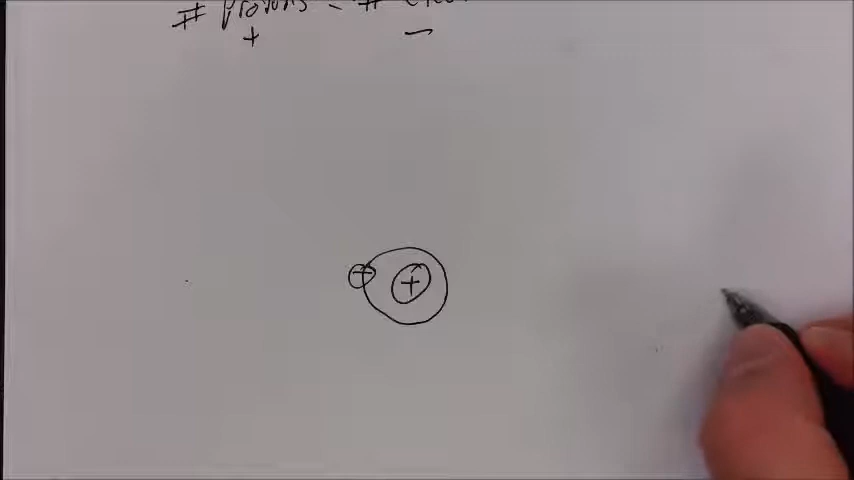 # protons = #
+ −
+ +